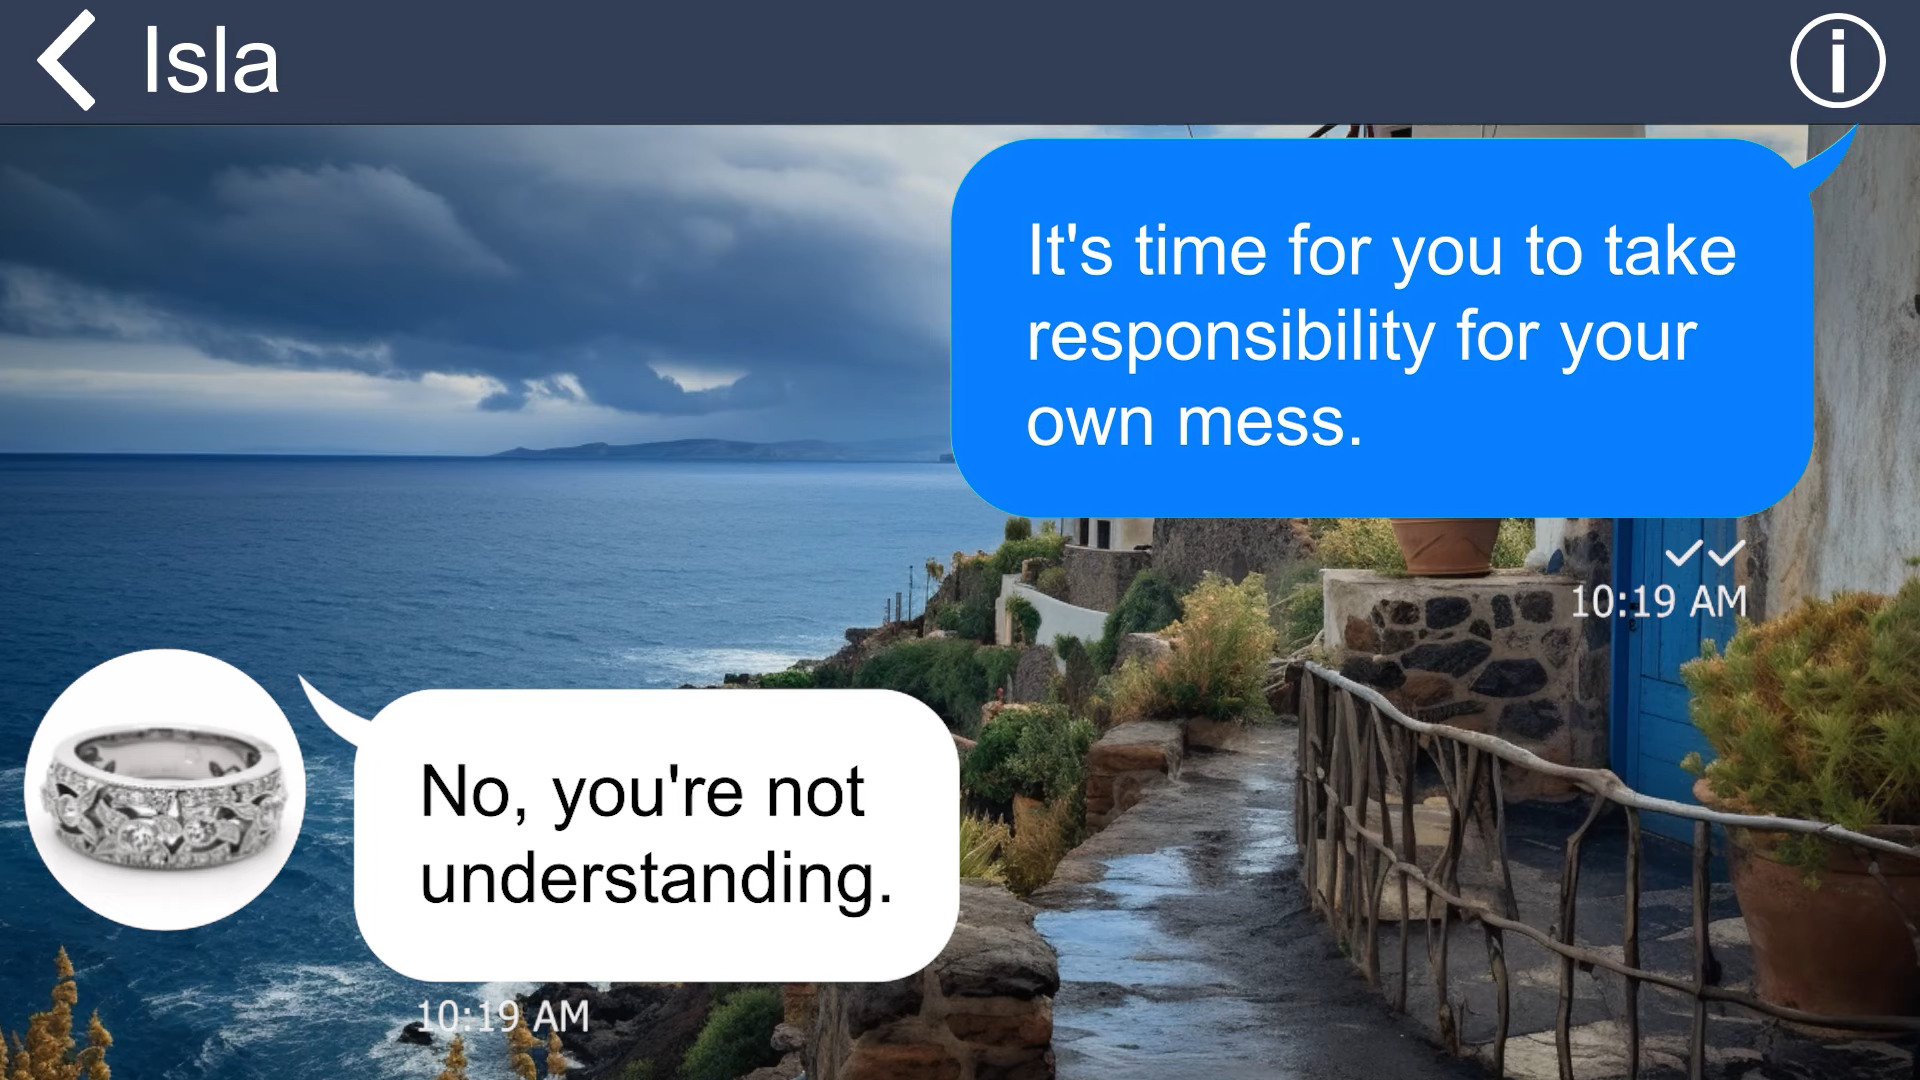 Isla
It's time for you to take
responsibility for your
own mess.
10:19 AM
No, you're not
understanding.
10:19 AM